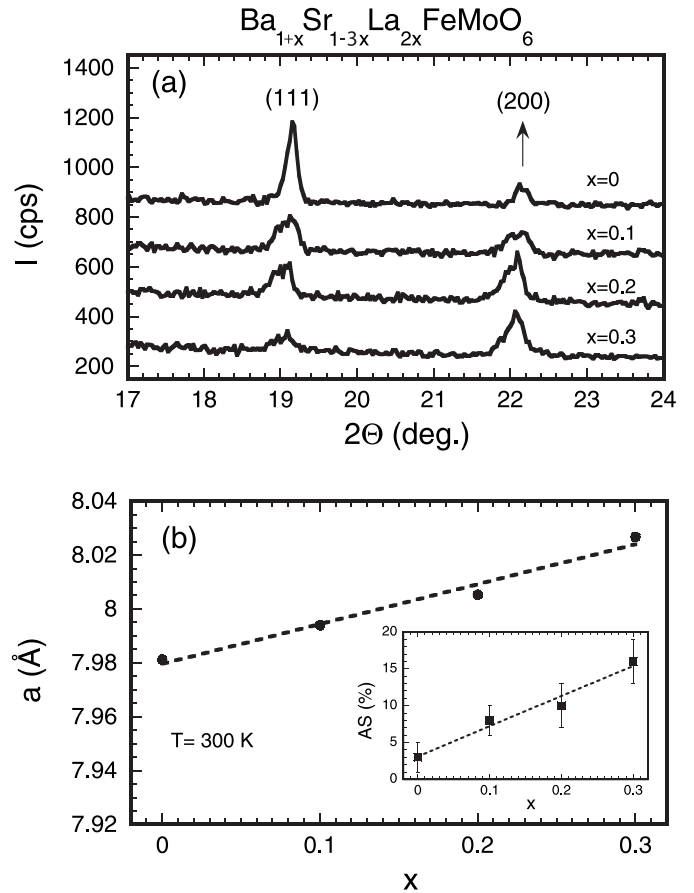 Ba1+xSr1-3xLa2xFeMoO6
(a)
(111)
(200)
x=0
x=0.1
x=0.2
x=0.3
1400
1200
1000
800
600
400
200
I (cps)
17 18 19 20 21 22 23 24
2Θ (deg.)
(b)
8.04
8.02
8
7.98
7.96
7.94
7.92
a (Å)
T= 300 K
20
15
10
5
0
AS (%)
0 0.1 0.2 0.3
x
0 0.1 0.2 0.3
x